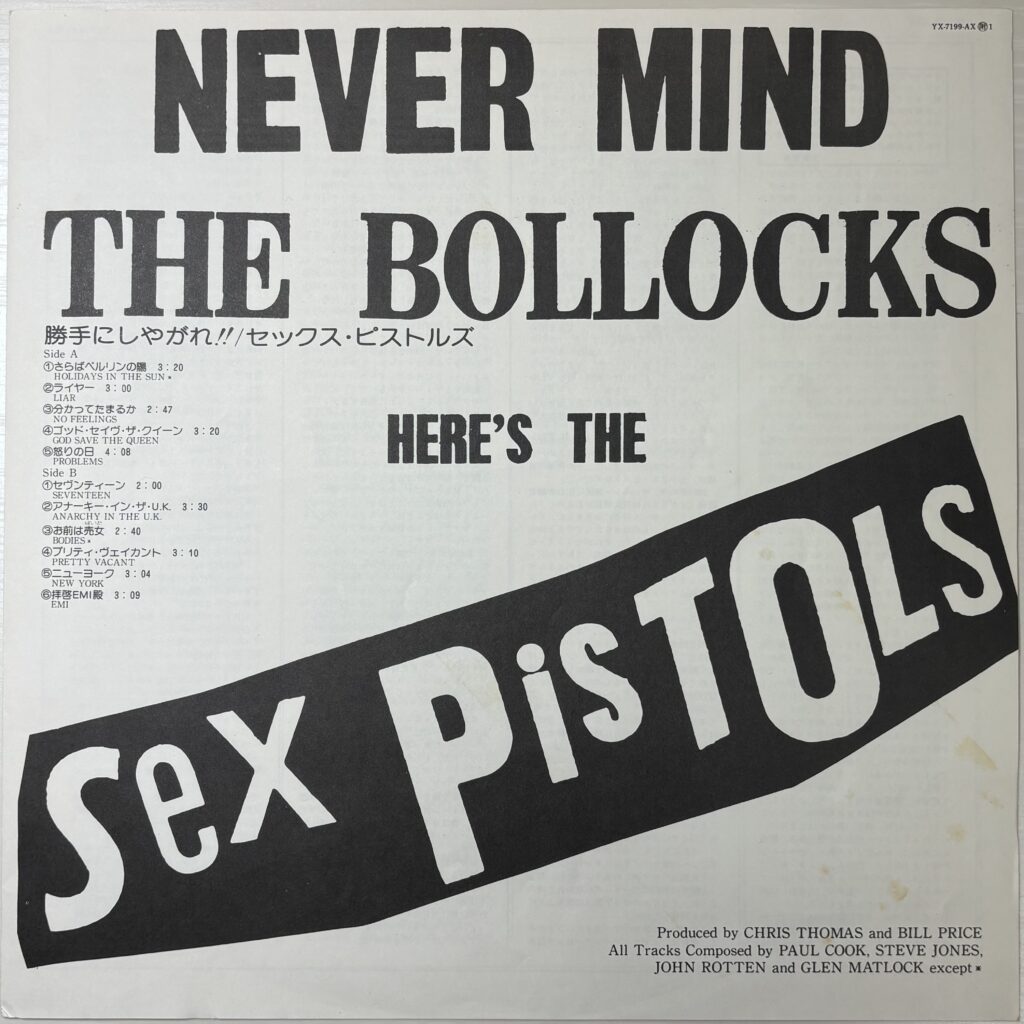 YX-7199-AX Ⓗ1
NEVER MIND
THE BOLLOCKS
勝手にしやがれ!!/セックス・ピストルズ
Side A
①さらばベルリンの陽 3:20
HOLIDAYS IN THE SUN*
②ライヤー 3:00
LIAR
③分かってたまるか 2:47
NO FEELINGS
④ゴッド・セイヴ・ザ・クイーン 3:20
GOD SAVE THE QUEEN
⑤怒りの日 4:08
PROBLEMS
Side B
①セヴンティーン 2:00
SEVENTEEN
②アナーキー・イン・ザ・U.K. 3:30
ANARCHY IN THE U.K.
③お前は売女 2:40
BODIES*
④プリティ・ヴェイカント 3:10
PRETTY VACANT
⑤ニューヨーク 3:04
NEW YORK
⑥拝啓EMI殿 3:09
EMI
HERE'S THE
Sex PiSTOLS
Produced by CHRIS THOMAS and BILL PRICE
All Tracks Composed by PAUL COOK, STEVE JONES,
JOHN ROTTEN and GLEN MATLOCK except*